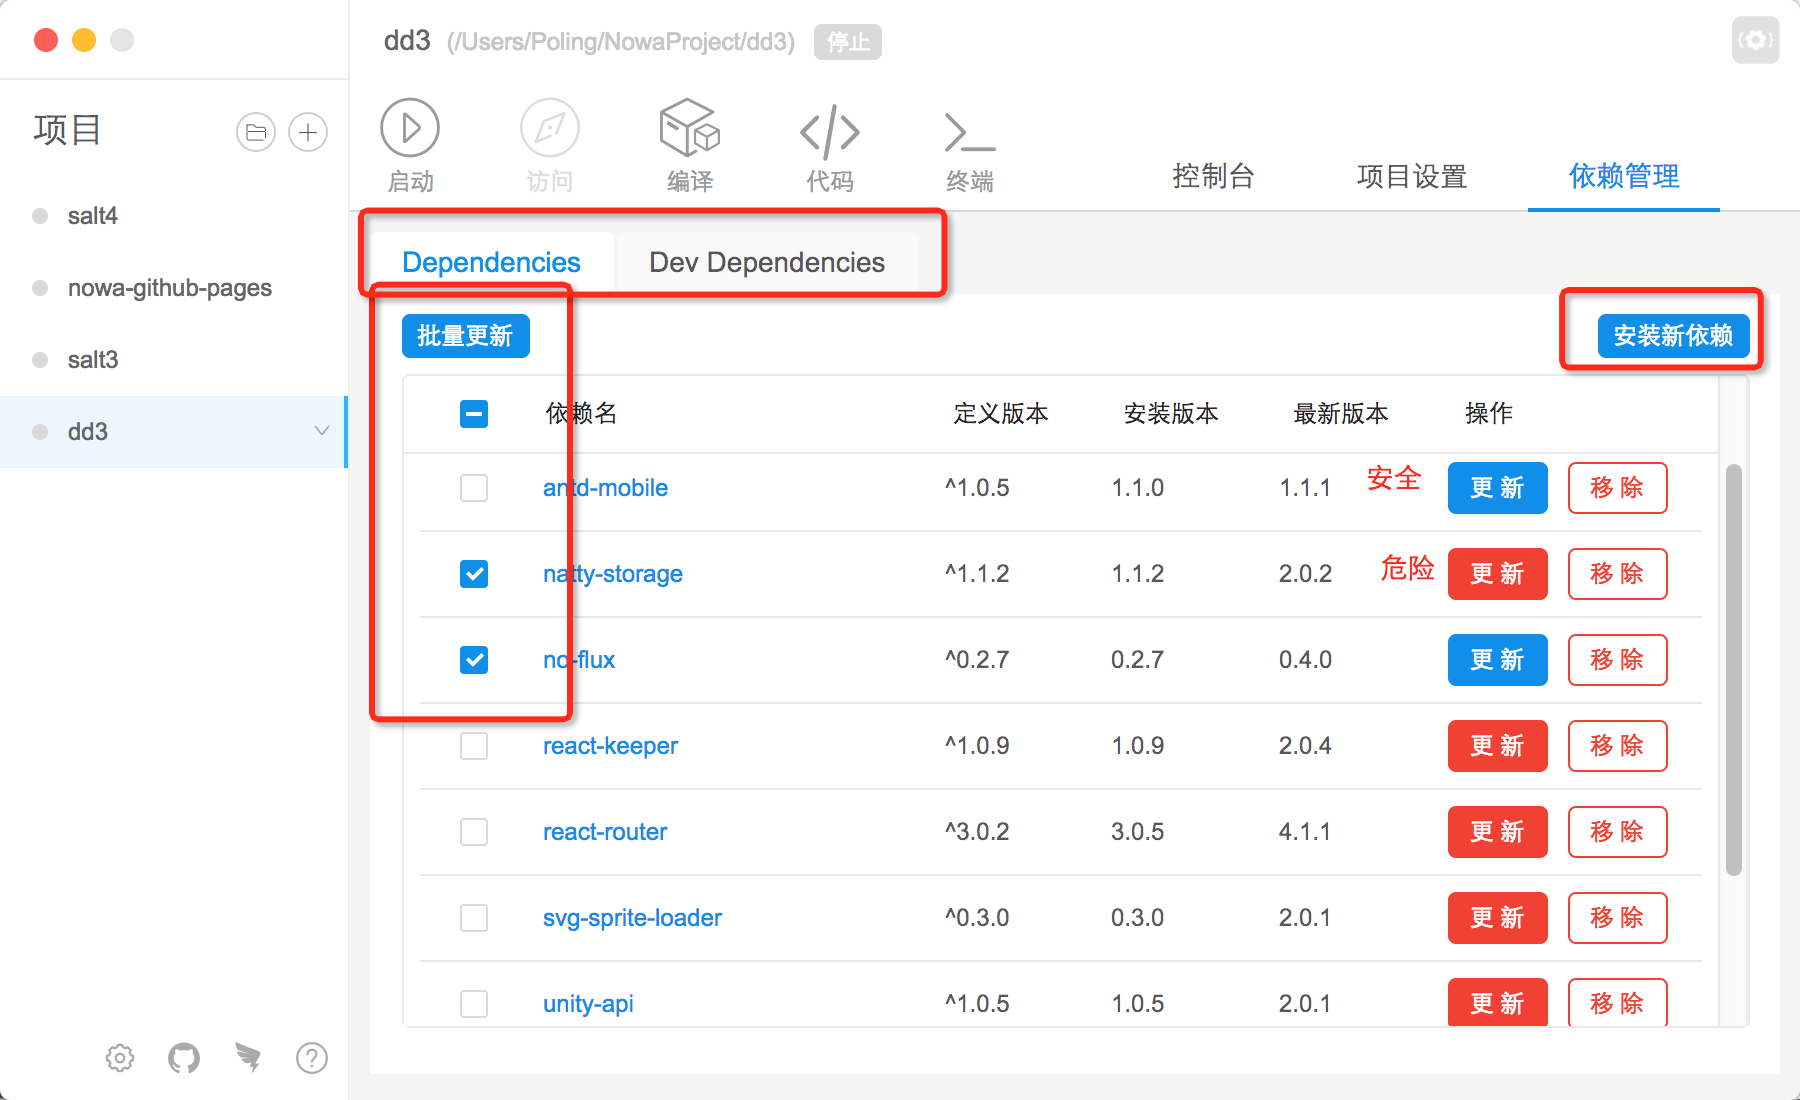 dd3 (/Users/Poling/NowaProject/dd3) 停止
项目
salt4
nowa-github-pages
salt3
dd3
启动 访问 编译 代码 终端
控制台 项目设置 依赖管理
Dependencies Dev Dependencies
批量更新 安装新依赖
依赖名 定义版本 安装版本 最新版本 操作
antd-mobile ^1.0.5 1.1.0 1.1.1 安全 更 新 移 除
natty-storage ^1.1.2 1.1.2 2.0.2 危险 更 新 移 除
no-flux ^0.2.7 0.2.7 0.4.0 更 新 移 除
react-keeper ^1.0.9 1.0.9 2.0.4 更 新 移 除
react-router ^3.0.2 3.0.5 4.1.1 更 新 移 除
svg-sprite-loader ^0.3.0 0.3.0 2.0.1 更 新 移 除
unity-api ^1.0.5 1.0.5 2.0.1 更 新 移 除